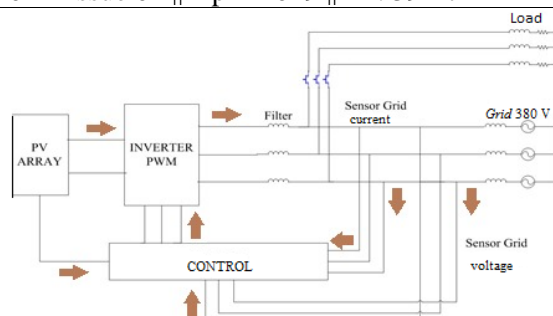 Load
Sensor Grid
current
Filter
Grid 380 V
PV
ARRAY
INVERTER
PWM
Sensor Grid
voltage
CONTROL